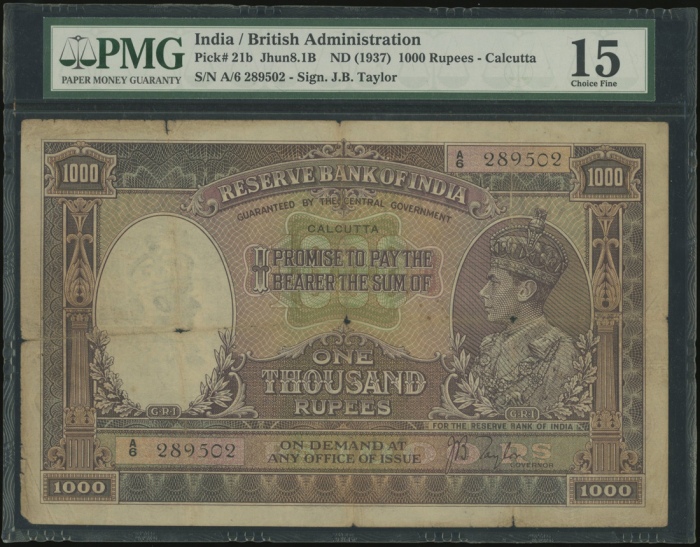 PMG
PAPER MONEY GUARANTY
India / British Administration
Pick# 21b Jhun8.1B ND (1937) 1000 Rupees - Calcutta
S/N A/6 289502 - Sign. J.B. Taylor
15
Choice Fine
1000
A/6 289502
1000
RESERVE BANK OF INDIA
GUARANTEED BY THE CENTRAL GOVERNMENT
CALCUTTA
I PROMISE TO PAY THE
BEARER THE SUM OF
ONE
THOUSAND
RUPEES
G·R·I
G·R·I
FOR THE RESERVE BANK OF INDIA
A/6 289502
ON DEMAND AT
ANY OFFICE OF ISSUE
JB Taylor
GOVERNOR
1000
1000